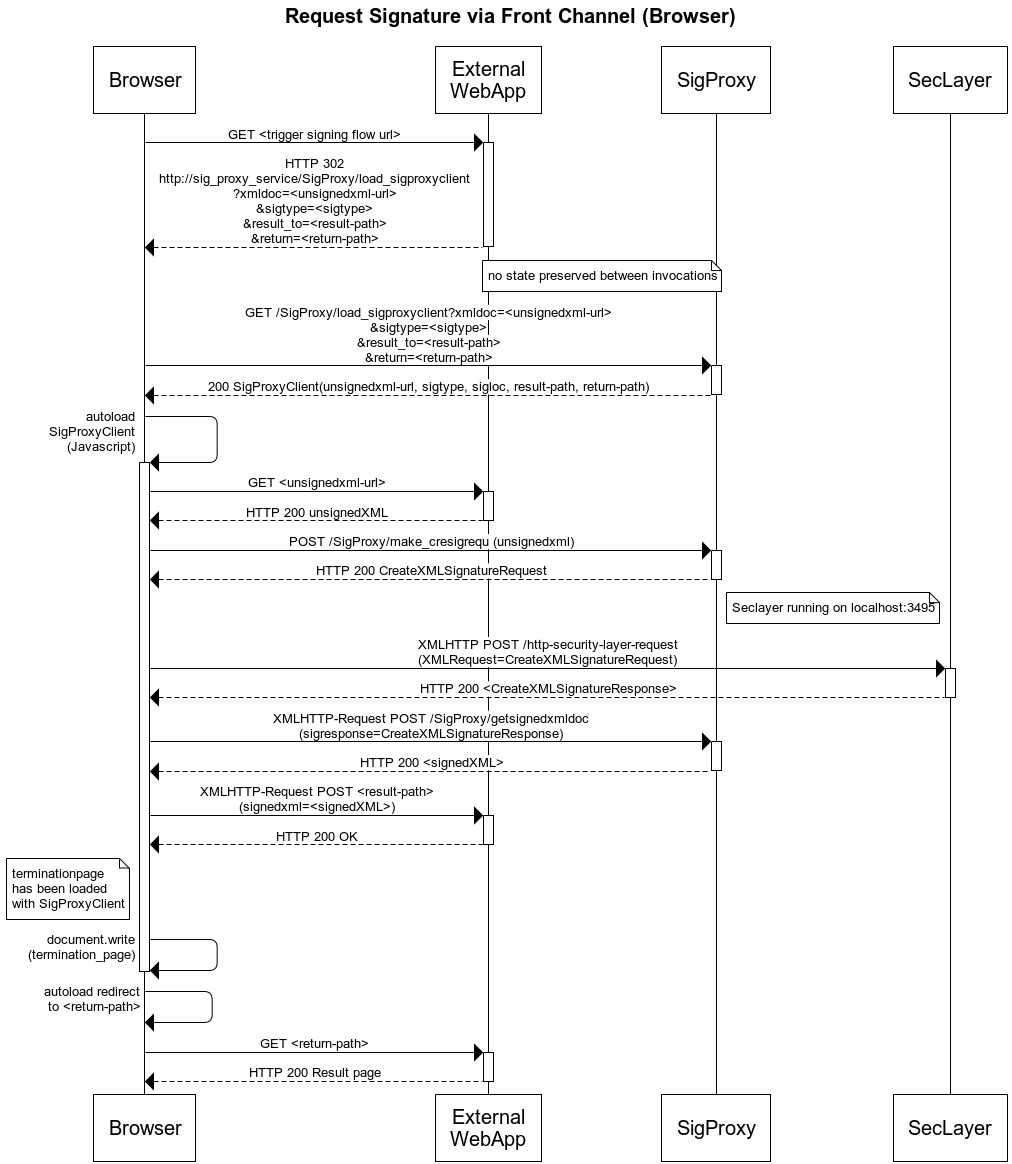 Request Signature via Front Channel (Browser)
Browser
External
WebApp
SigProxy
SecLayer
GET <trigger signing flow url>
HTTP 302
http://sig_proxy_service/SigProxy/load_sigproxyclient
?xmldoc=<unsignedxml-url>
&sigtype=<sigtype>
&result_to=<result-path>
&return=<return-path>
no state preserved between invocations
GET /SigProxy/load_sigproxyclient?xmldoc=<unsignedxml-url>
&sigtype=<sigtype>
&result_to=<result-path>
&return=<return-path>
200 SigProxyClient(unsignedxml-url, sigtype, sigloc, result-path, return-path)
autoload
SigProxyClient
(Javascript)
GET <unsignedxml-url>
HTTP 200 unsignedXML
POST /SigProxy/make_cresigrequ (unsignedxml)
HTTP 200 CreateXMLSignatureRequest
Seclayer running on localhost:3495
XMLHTTP POST /http-security-layer-request
(XMLRequest=CreateXMLSignatureRequest)
HTTP 200 <CreateXMLSignatureResponse>
XMLHTTP-Request POST /SigProxy/getsignedxmldoc
(sigresponse=CreateXMLSignatureResponse)
HTTP 200 <signedXML>
XMLHTTP-Request POST <result-path>
(signedxml=<signedXML>)
HTTP 200 OK
terminationpage
has been loaded
with SigProxyClient
document.write
(termination_page)
autoload redirect
to <return-path>
GET <return-path>
HTTP 200 Result page
Browser
External
WebApp
SigProxy
SecLayer